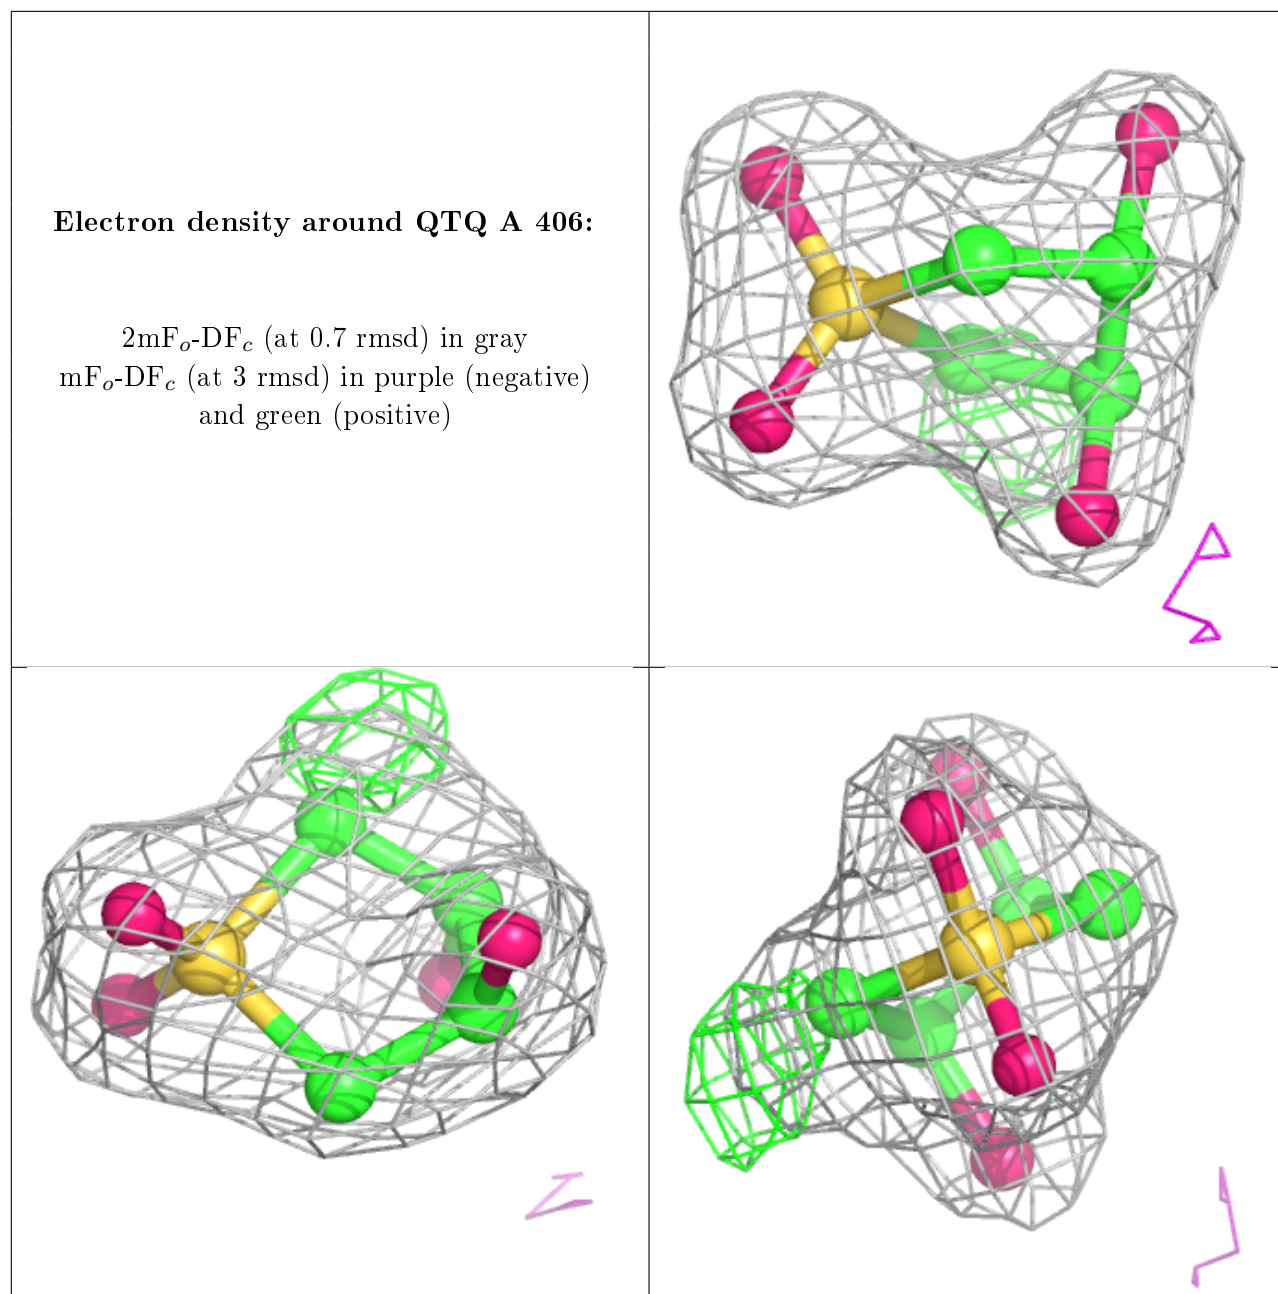 Electron density around QTQ A 406:
2mFo-DFc (at 0.7 rmsd) in gray
mFo-DFc (at 3 rmsd) in purple (negative)
and green (positive)